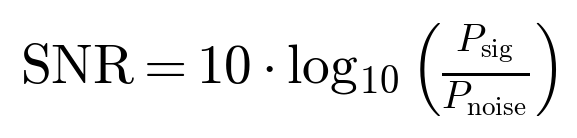 SNR = 10 · log₁₀ (P_sig / P_noise)